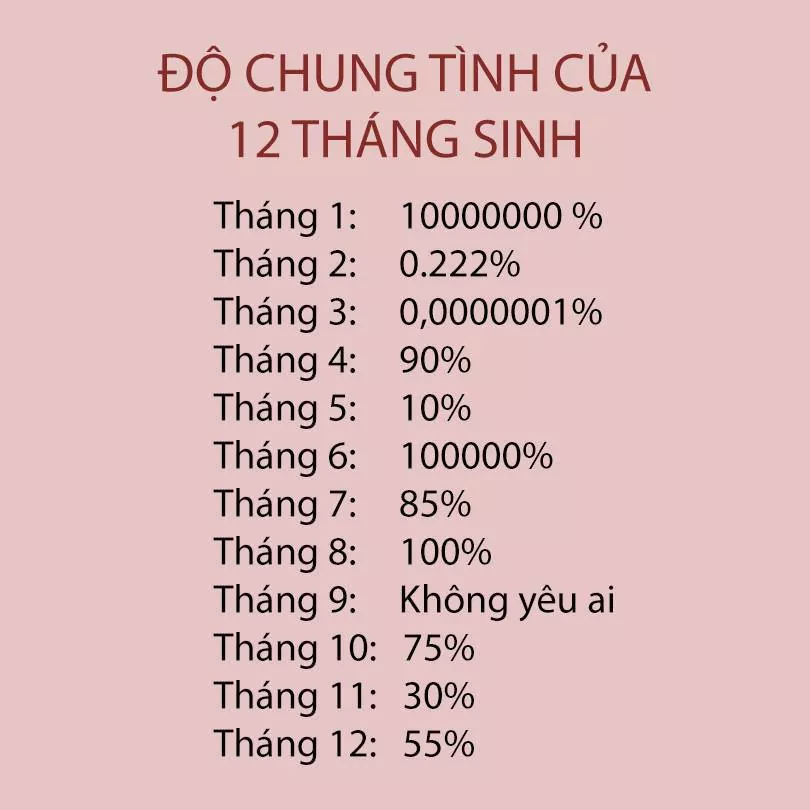 ĐỘ CHUNG TÌNH CỦA
12 THÁNG SINH
Tháng 1: 10000000 %
Tháng 2: 0.222%
Tháng 3: 0,0000001%
Tháng 4: 90%
Tháng 5: 10%
Tháng 6: 100000%
Tháng 7: 85%
Tháng 8: 100%
Tháng 9: Không yêu ai
Tháng 10: 75%
Tháng 11: 30%
Tháng 12: 55%